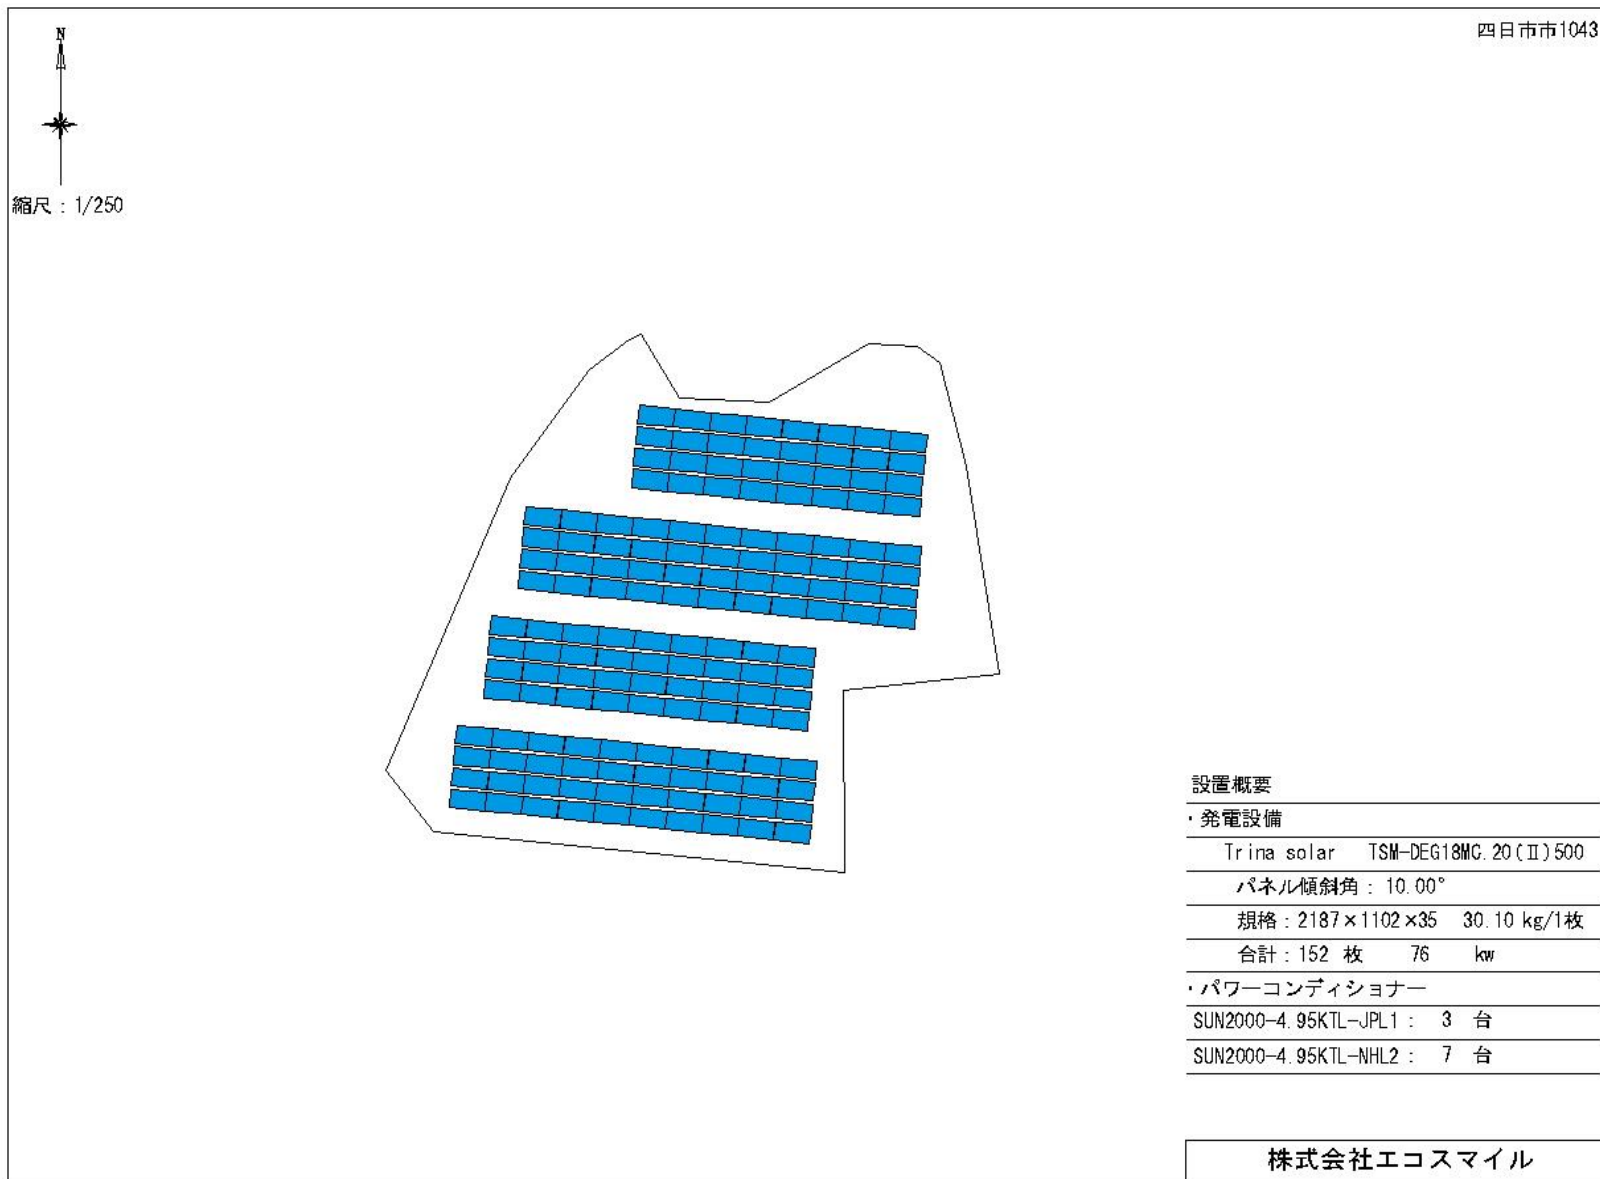 四日市市1043
N
縮尺：1/250
設置概要
・発電設備
Trina solar TSM-DEG18MC.20(Ⅱ)500
パネル傾斜角：10.00°
規格：2187×1102×35 30.10 kg/1枚
合計：152 枚 76 kw
・パワーコンディショナー
SUN2000-4.95KTL-JPL1： 3 台
SUN2000-4.95KTL-NHL2： 7 台
株式会社エコスマイル